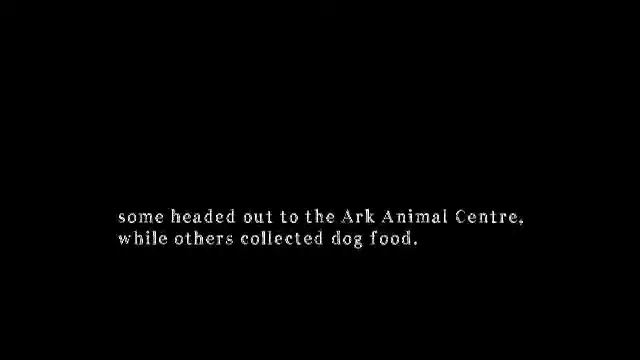 some headed out to the Ark Animal Centre,
while others collected dog food.